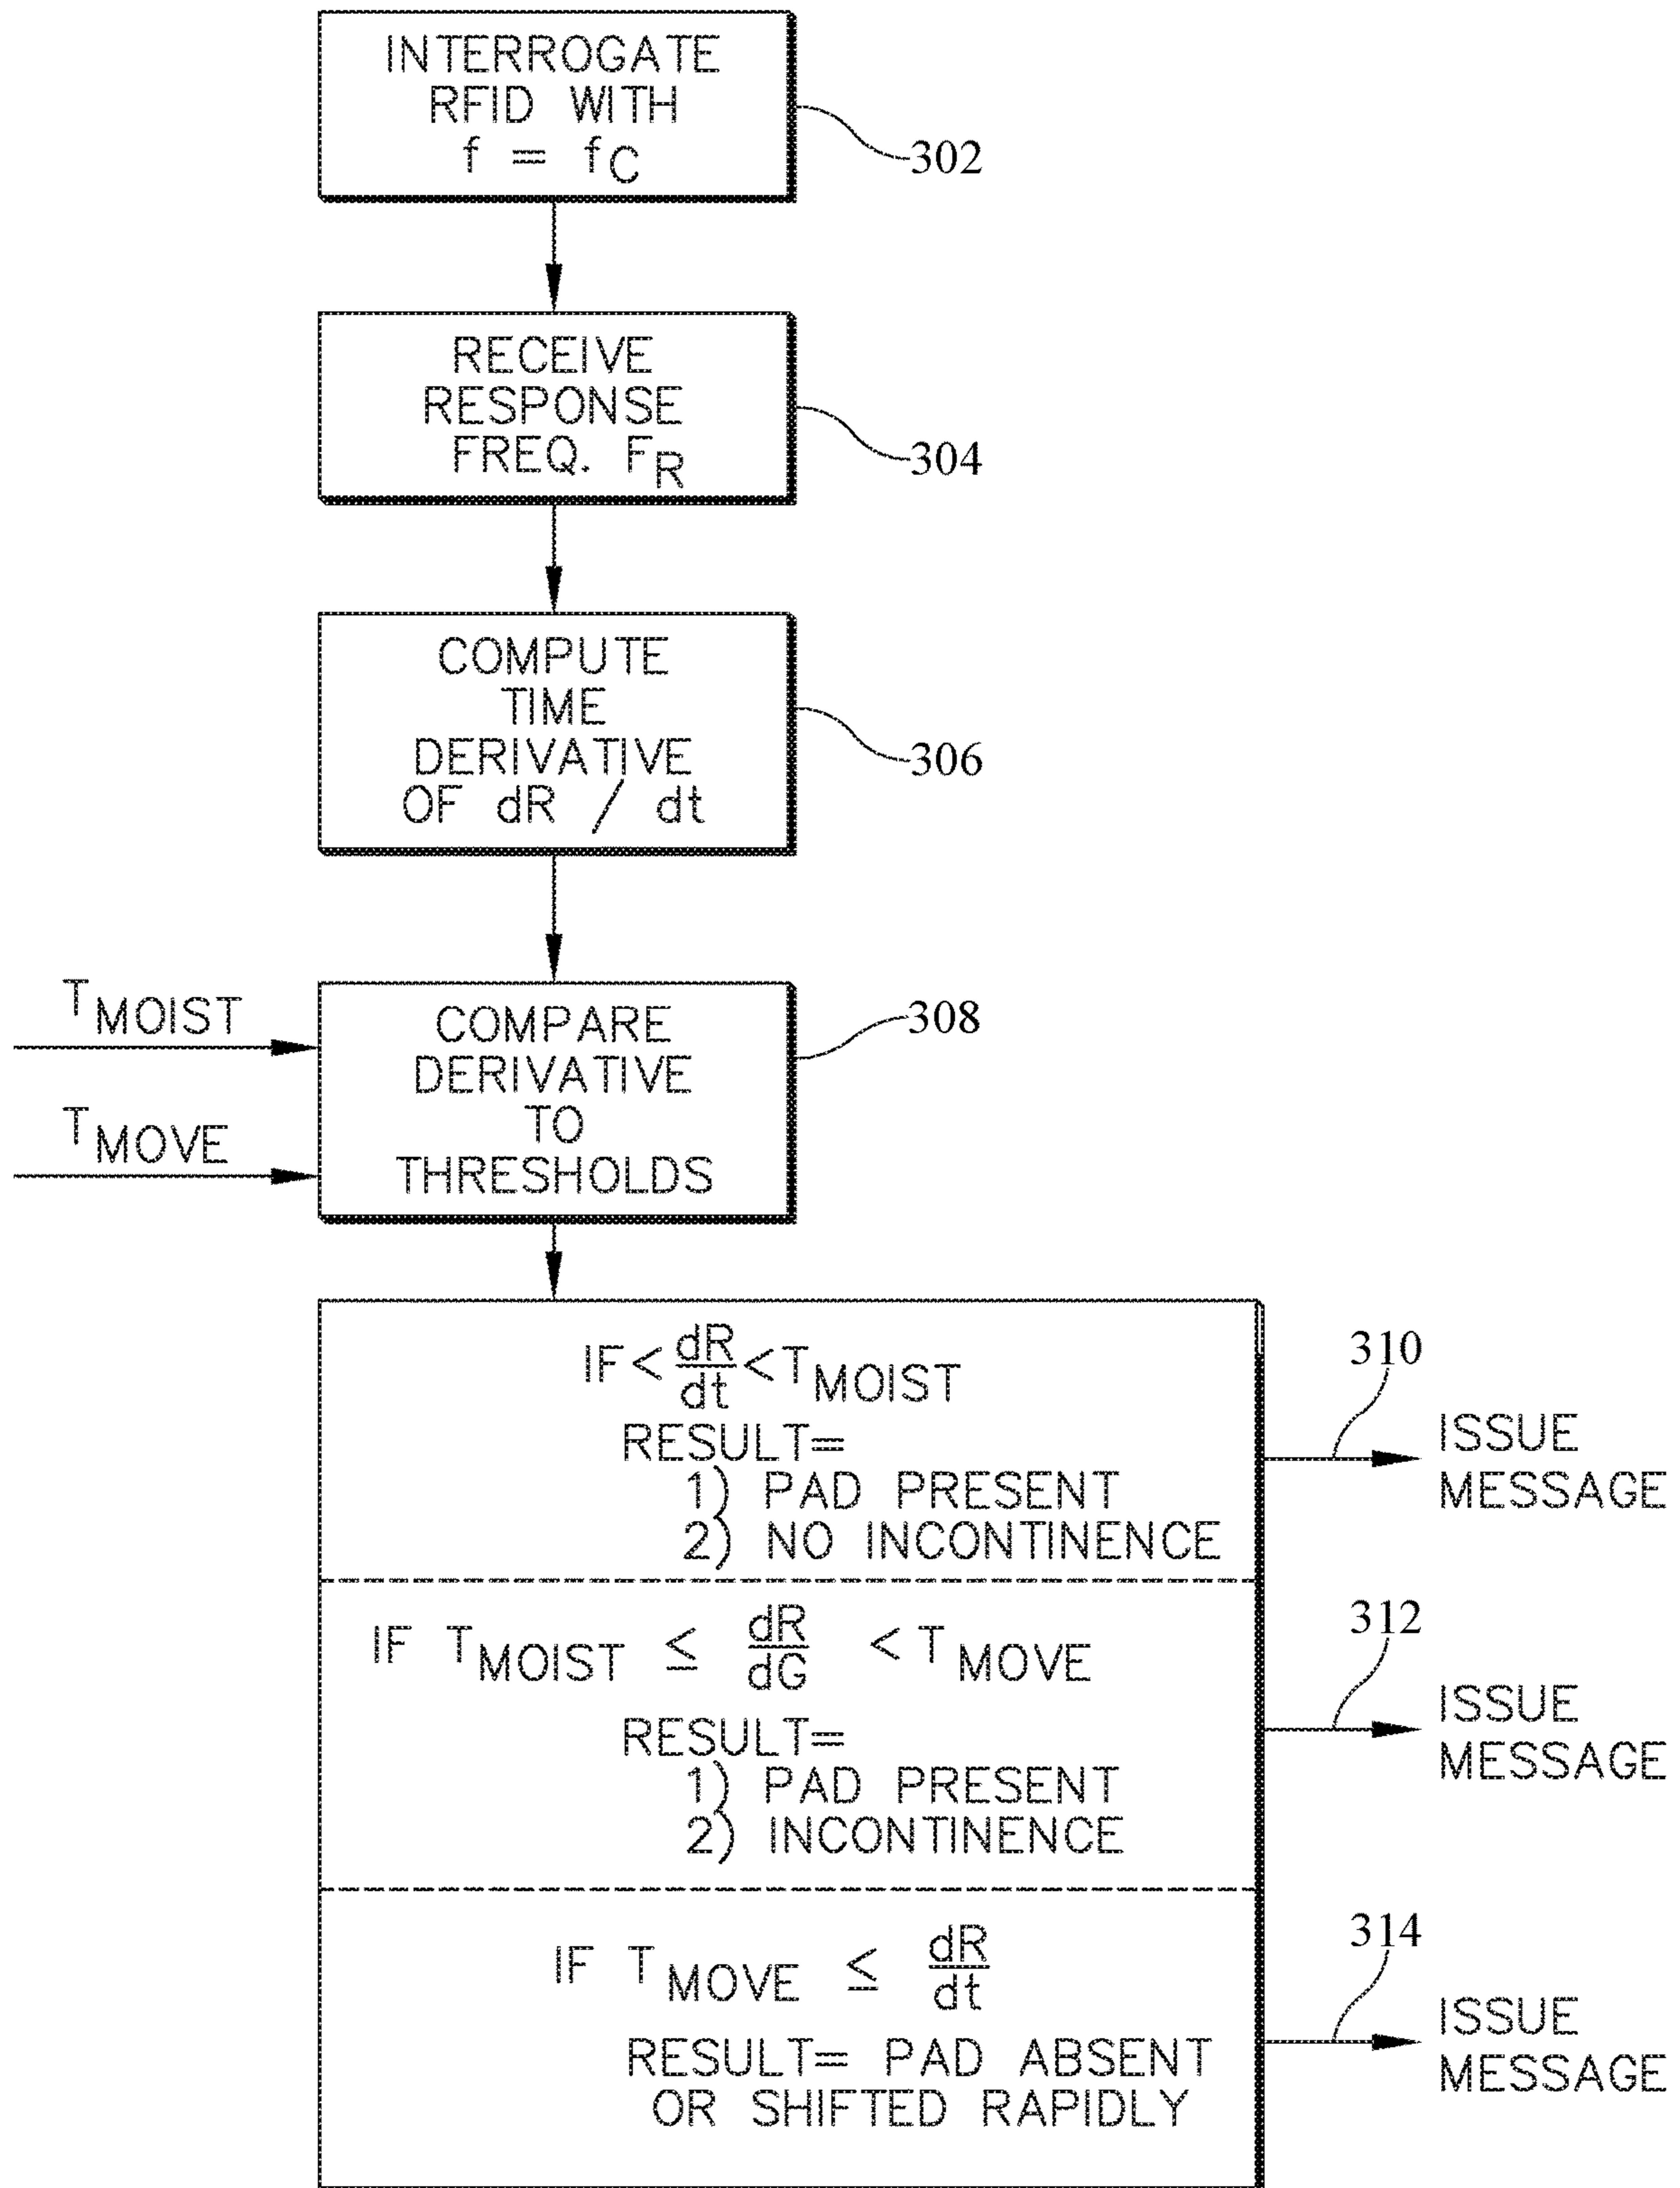 INTERROGATE
RFID WITH
f = fC
302
RECEIVE
RESPONSE
FREQ. FR
304
COMPUTE
TIME
DERIVATIVE
OF dR / dt
306
TMOIST
TMOVE
COMPARE
DERIVATIVE
TO
THRESHOLDS
308
IF < dR/dt < TMOIST
RESULT=
1) PAD PRESENT
2) NO INCONTINENCE
310
ISSUE
MESSAGE
IF TMOIST ≤ dR/dG < TMOVE
RESULT=
1) PAD PRESENT
2) INCONTINENCE
312
ISSUE
MESSAGE
IF TMOVE ≤ dR/dt
RESULT= PAD ABSENT
OR SHIFTED RAPIDLY
314
ISSUE
MESSAGE